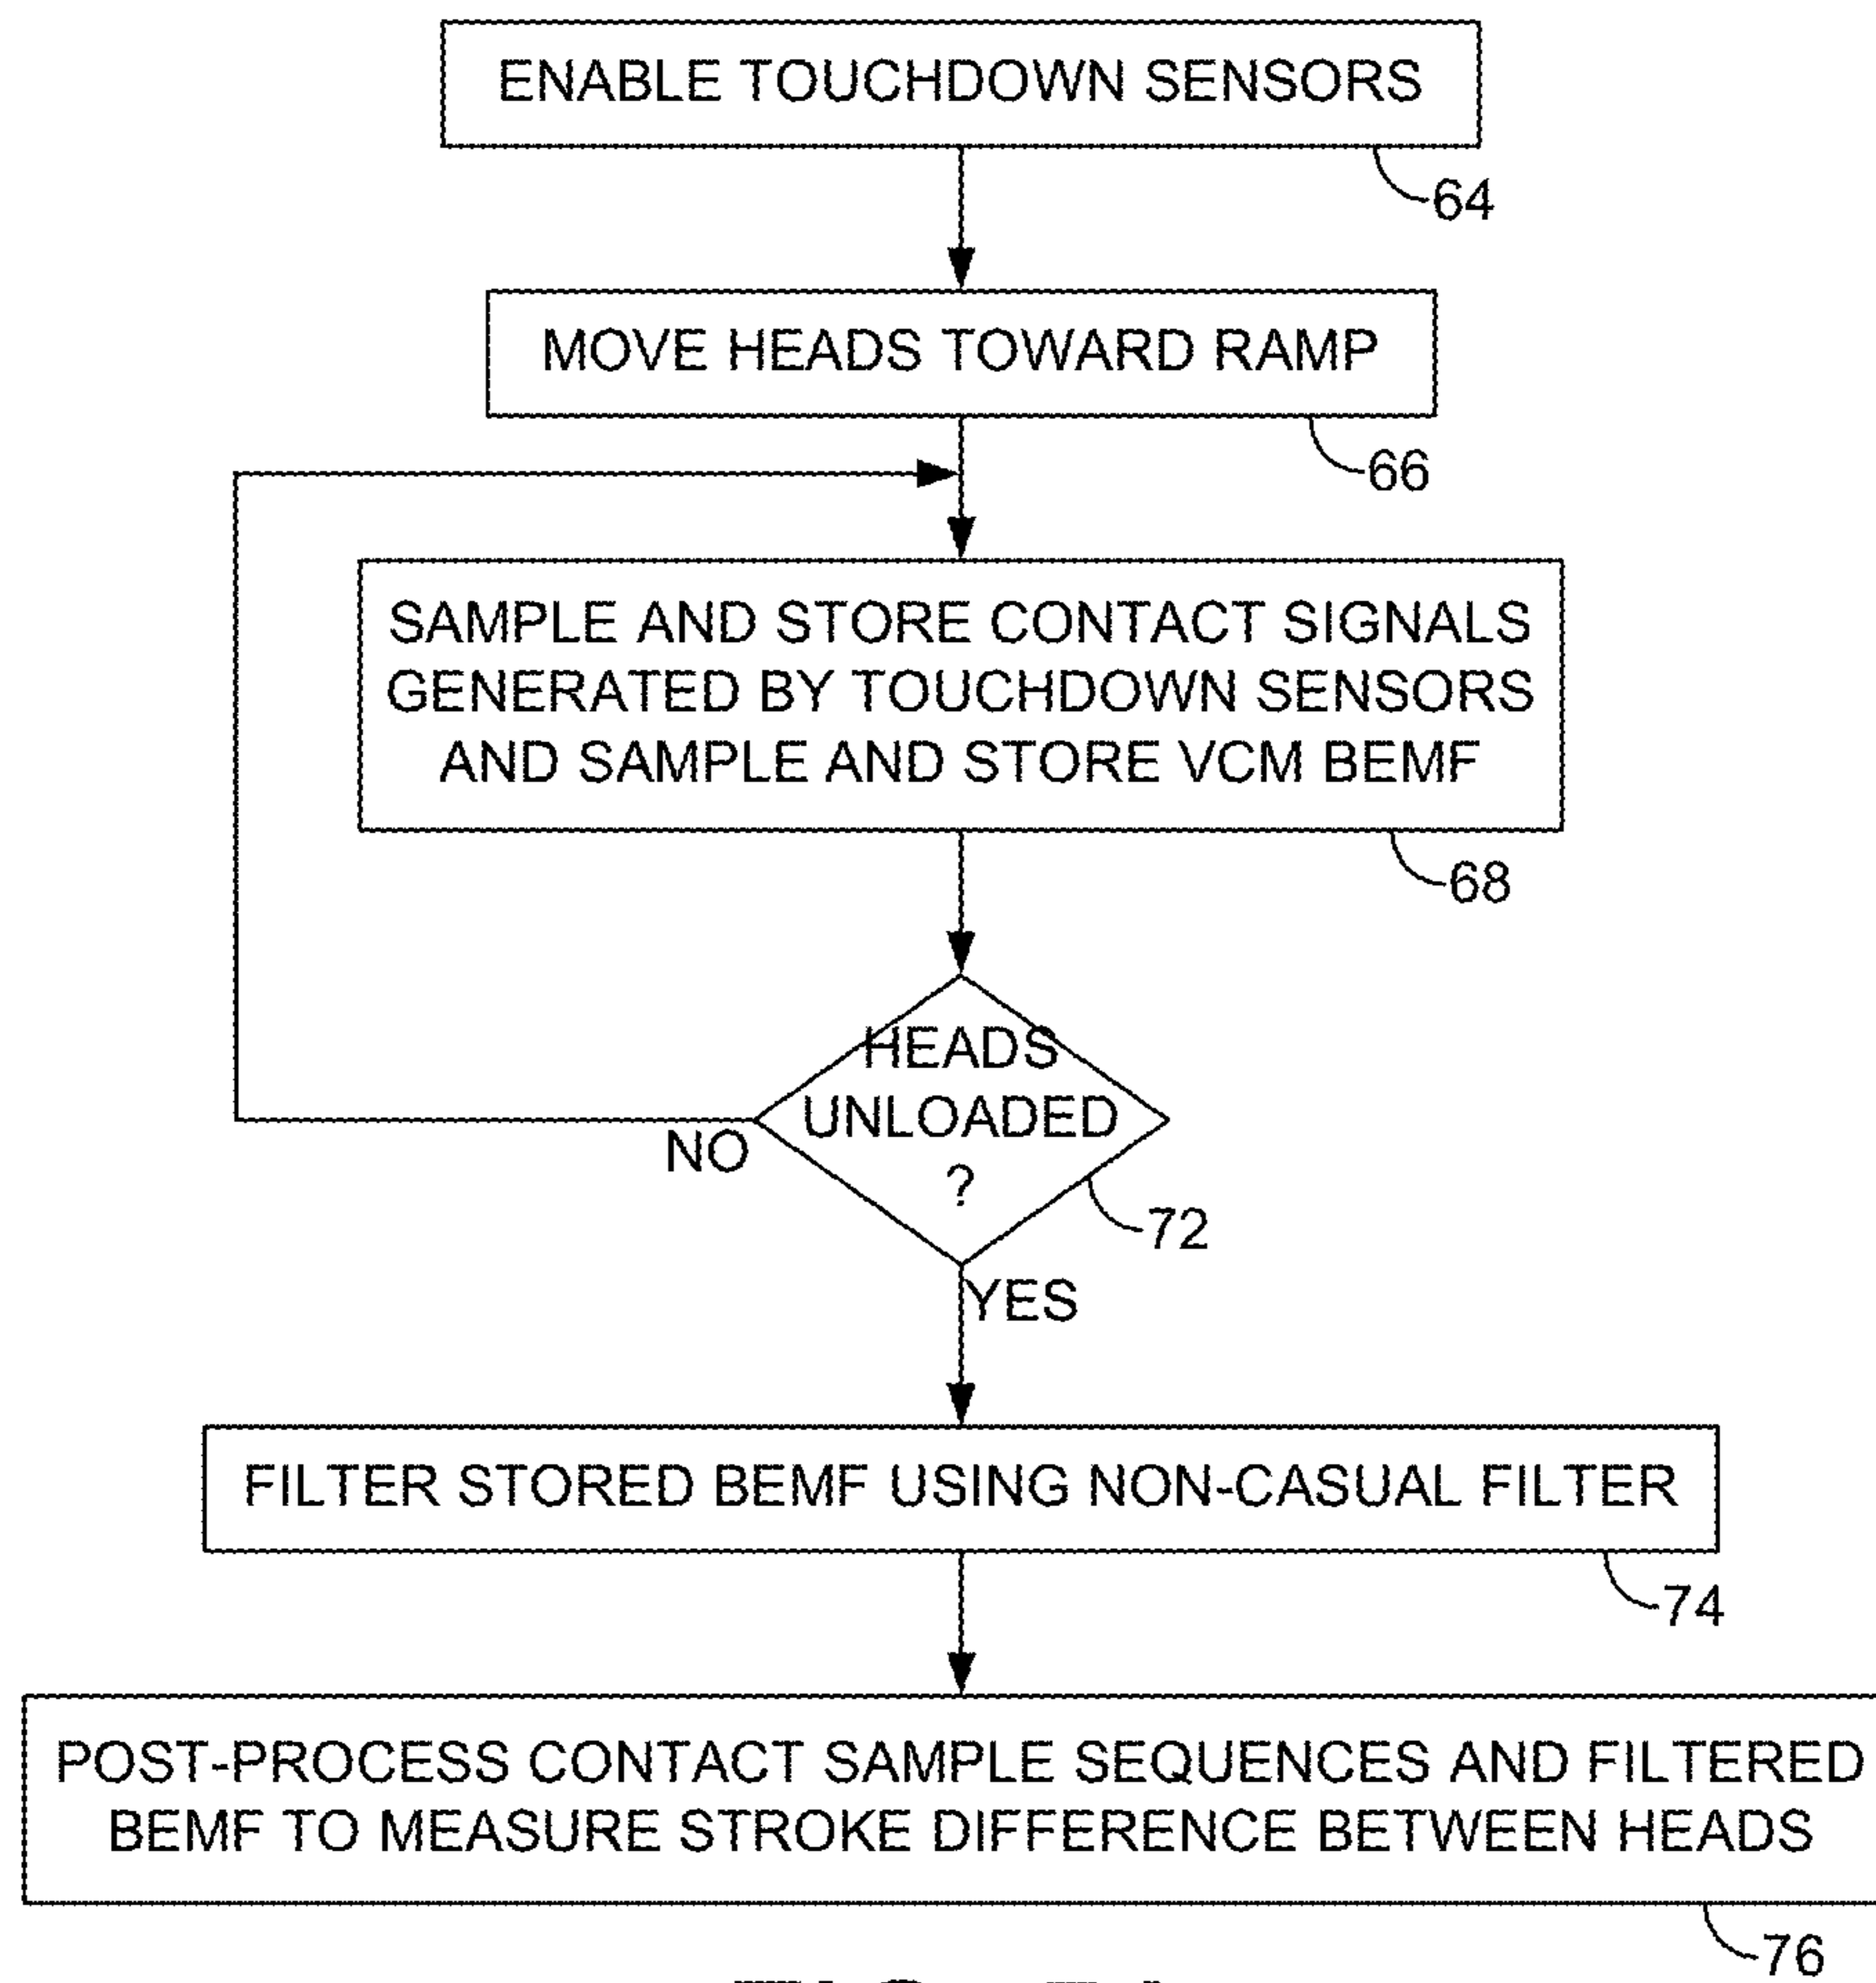 ENABLE TOUCHDOWN SENSORS
64
MOVE HEADS TOWARD RAMP
66
SAMPLE AND STORE CONTACT SIGNALS
GENERATED BY TOUCHDOWN SENSORS
AND SAMPLE AND STORE VCM BEMF
68
HEADS
UNLOADED
?
NO
72
YES
FILTER STORED BEMF USING NON-CASUAL FILTER
74
POST-PROCESS CONTACT SAMPLE SEQUENCES AND FILTERED
BEMF TO MEASURE STROKE DIFFERENCE BETWEEN HEADS
76